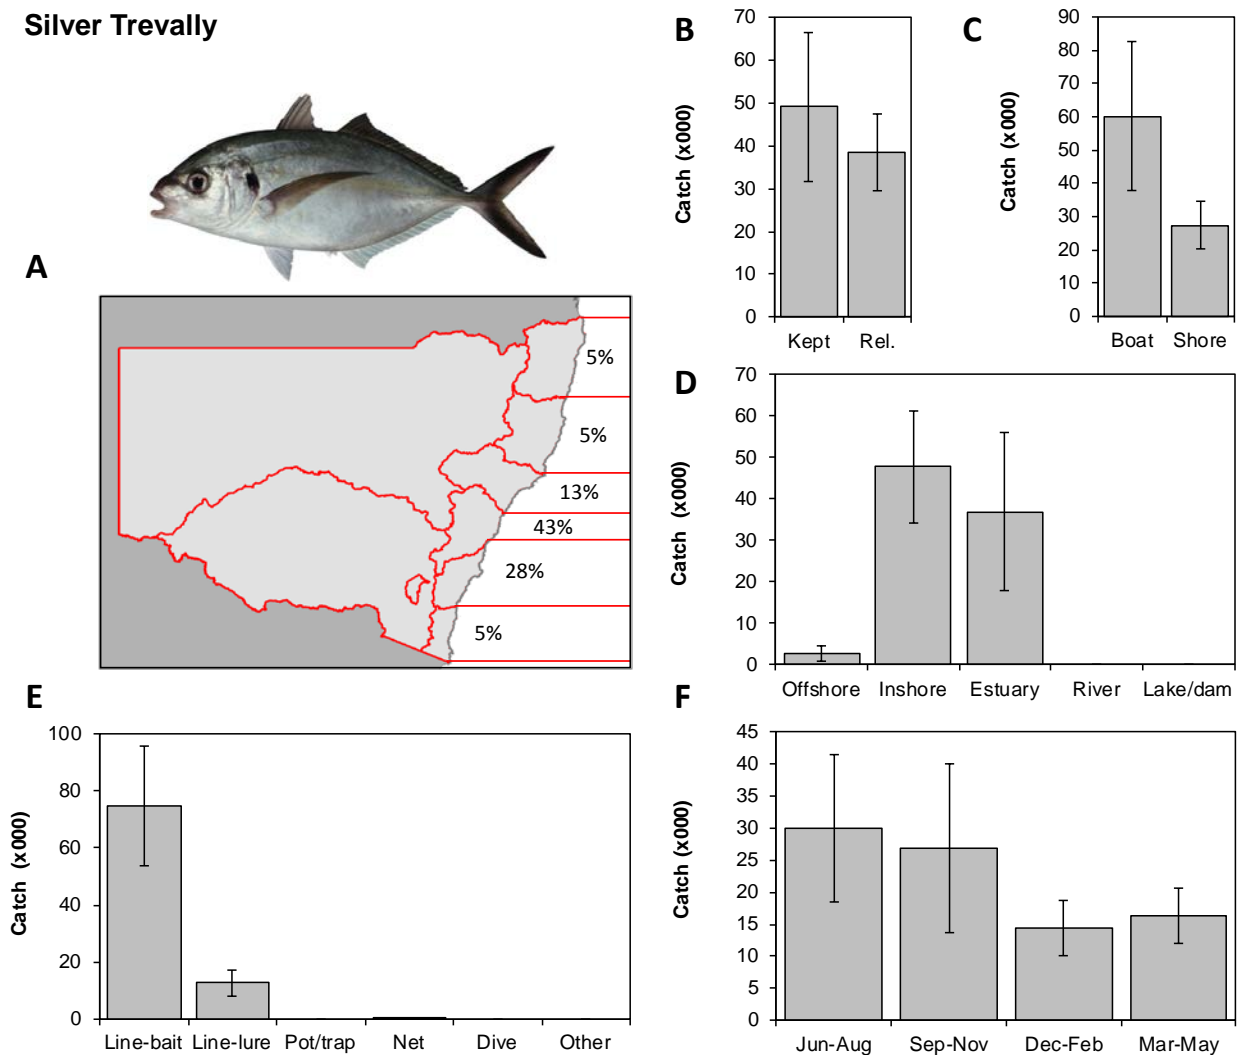 Silver Trevally
A
5%
5%
13%
43%
28%
5%
B
Catch (x000)
70
60
50
40
30
20
10
0
Kept Rel.
C
Catch (x000)
90
80
70
60
50
40
30
20
10
0
Boat Shore
D
Catch (x000)
70
60
50
40
30
20
10
0
Offshore Inshore Estuary River Lake/dam
E
Catch (x000)
100
80
60
40
20
0
Line-bait Line-lure Pot/trap Net Dive Other
F
Catch (x000)
45
40
35
30
25
20
15
10
5
0
Jun-Aug Sep-Nov Dec-Feb Mar-May